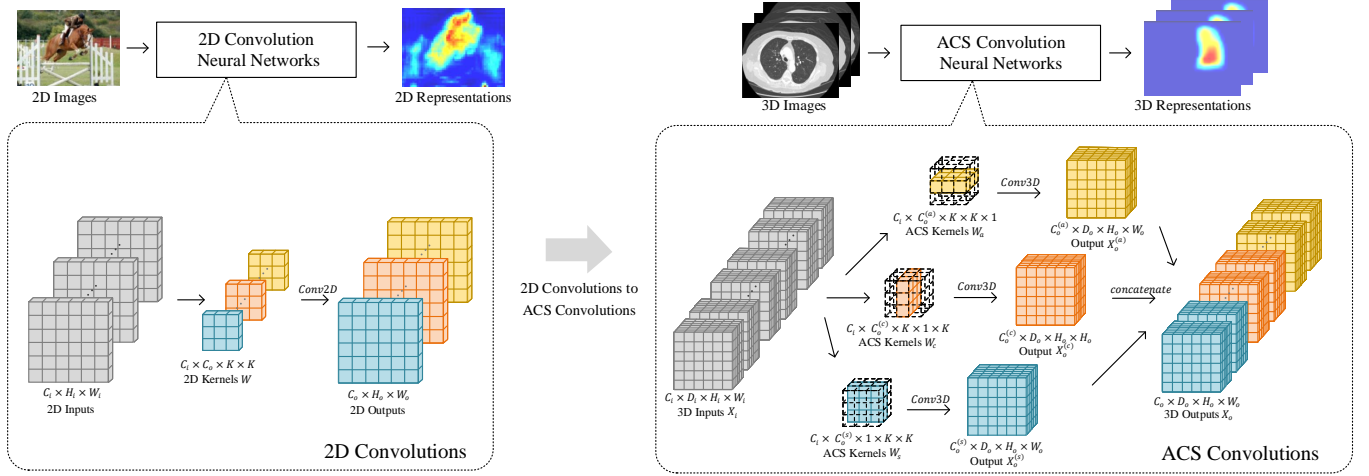 2D Images
2D Convolution
Neural Networks
2D Representations
C_i × H_i × W_i
2D Inputs
C_i × C_o × K × K
2D Kernels W
Conv2D
C_o × H_o × W_o
2D Outputs
2D Convolutions
2D Convolutions to
ACS Convolutions
3D Images
ACS Convolution
Neural Networks
3D Representations
C_i × D_i × H_i × W_i
3D Inputs X_i
C_i × C_o^(a) × K × K × 1
ACS Kernels W_a
Conv3D
C_o^(a) × D_o × H_o × W_o
Output X_o^(a)
C_i × C_o^(c) × K × 1 × K
ACS Kernels W_c
Conv3D
C_o^(c) × D_o × H_o × H_o
Output X_o^(c)
C_i × C_o^(s) × 1 × K × K
ACS Kernels W_s
Conv3D
C_o^(s) × D_o × H_o × W_o
Output X_o^(s)
concatenate
C_o × D_o × H_o × W_o
3D Outputs X_o
ACS Convolutions